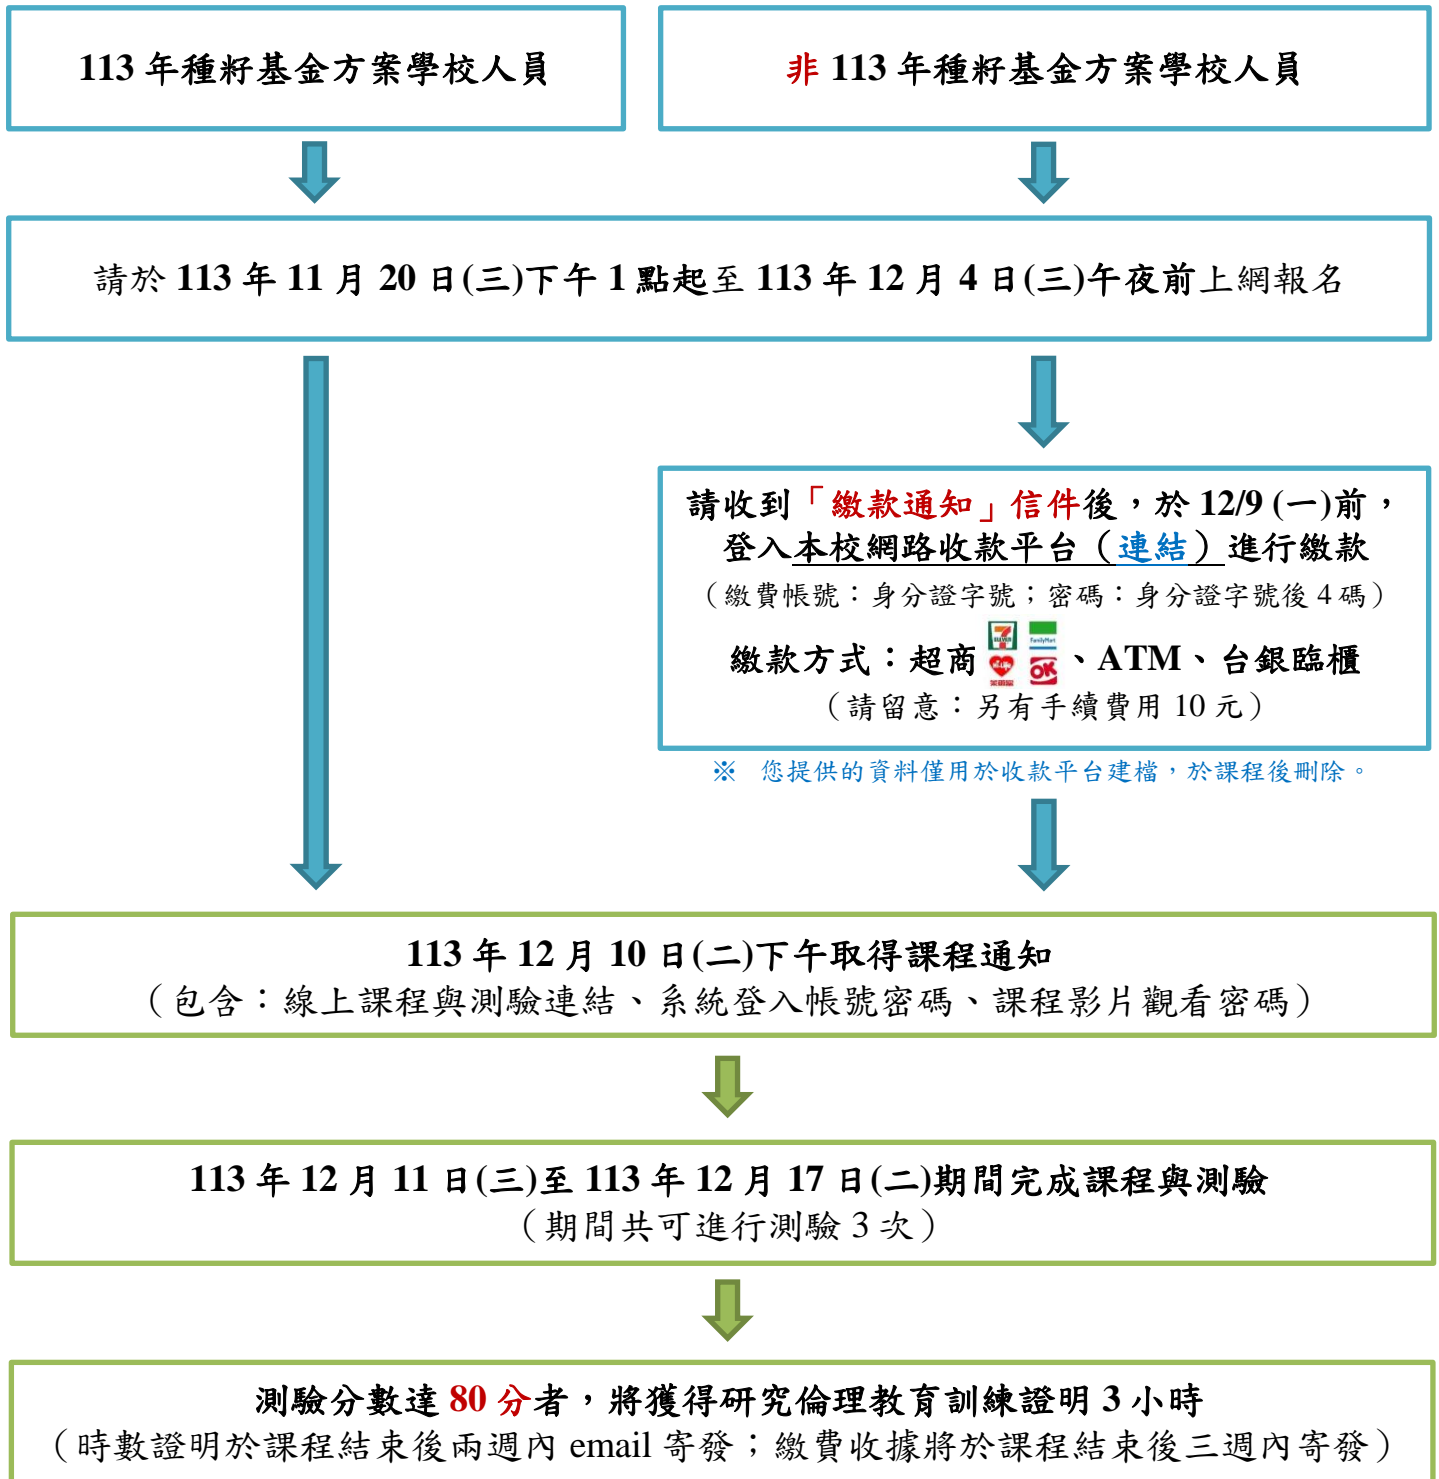 113 年種籽基金方案學校人員
非 113 年種籽基金方案學校人員
請於 113 年 11 月 20 日(三)下午 1 點起至 113 年 12 月 4 日(三)午夜前上網報名
請收到「繳款通知」信件後，於 12/9 (一)前，
登入本校網路收款平台（連結）進行繳款
（繳費帳號：身分證字號；密碼：身分證字號後 4 碼）
繳款方式：超商 7 ELEVEN FamilyMart 萊爾富 OK 、ATM、台銀臨櫃
（請留意：另有手續費用 10 元）
※ 您提供的資料僅用於收款平台建檔，於課程後刪除。
113 年 12 月 10 日(二)下午取得課程通知
（包含：線上課程與測驗連結、系統登入帳號密碼、課程影片觀看密碼）
113 年 12 月 11 日(三)至 113 年 12 月 17 日(二)期間完成課程與測驗
（期間共可進行測驗 3 次）
測驗分數達 80 分者，將獲得研究倫理教育訓練證明 3 小時
（時數證明於課程結束後兩週內 email 寄發；繳費收據將於課程結束後三週內寄發）